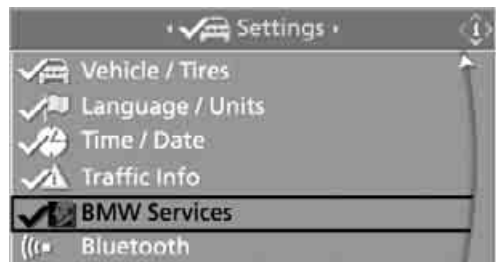 Settings
Vehicle / Tires
Language / Units
Time / Date
Traffic Info
BMW Services
Bluetooth